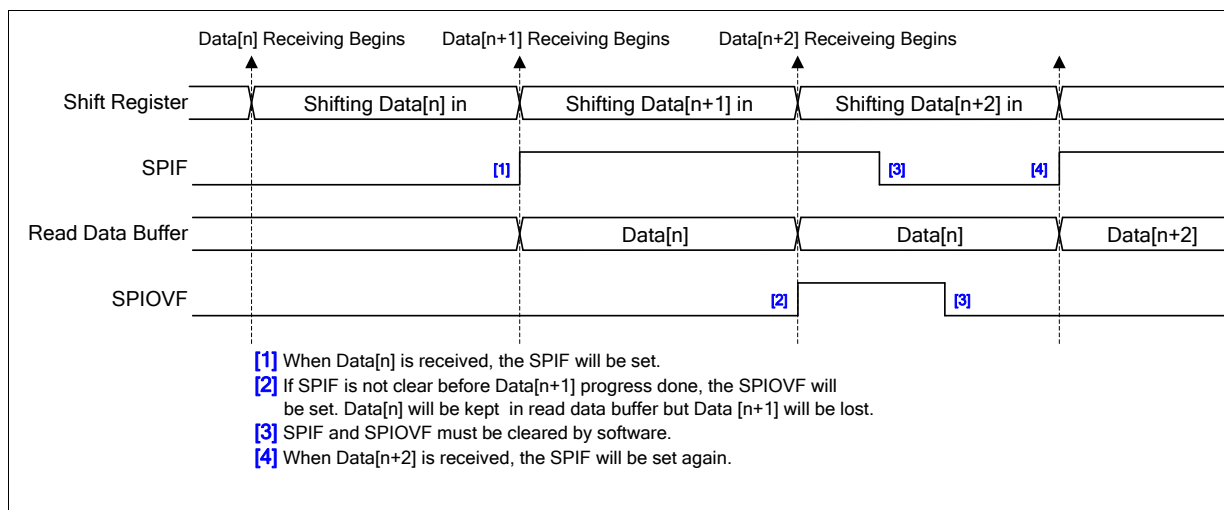 Data[n] Receiving Begins
Data[n+1] Receiving Begins
Data[n+2] Receiveing Begins
Shift Register
Shifting Data[n] in
Shifting Data[n+1] in
Shifting Data[n+2] in
SPIF
[1]
[3]
[4]
Read Data Buffer
Data[n]
Data[n]
Data[n+2]
SPIOVF
[2]
[3]
[1] When Data[n] is received, the SPIF will be set.
[2] If SPIF is not clear before Data[n+1] progress done, the SPIOVF will
be set. Data[n] will be kept in read data buffer but Data [n+1] will be lost.
[3] SPIF and SPIOVF must be cleared by software.
[4] When Data[n+2] is received, the SPIF will be set again.